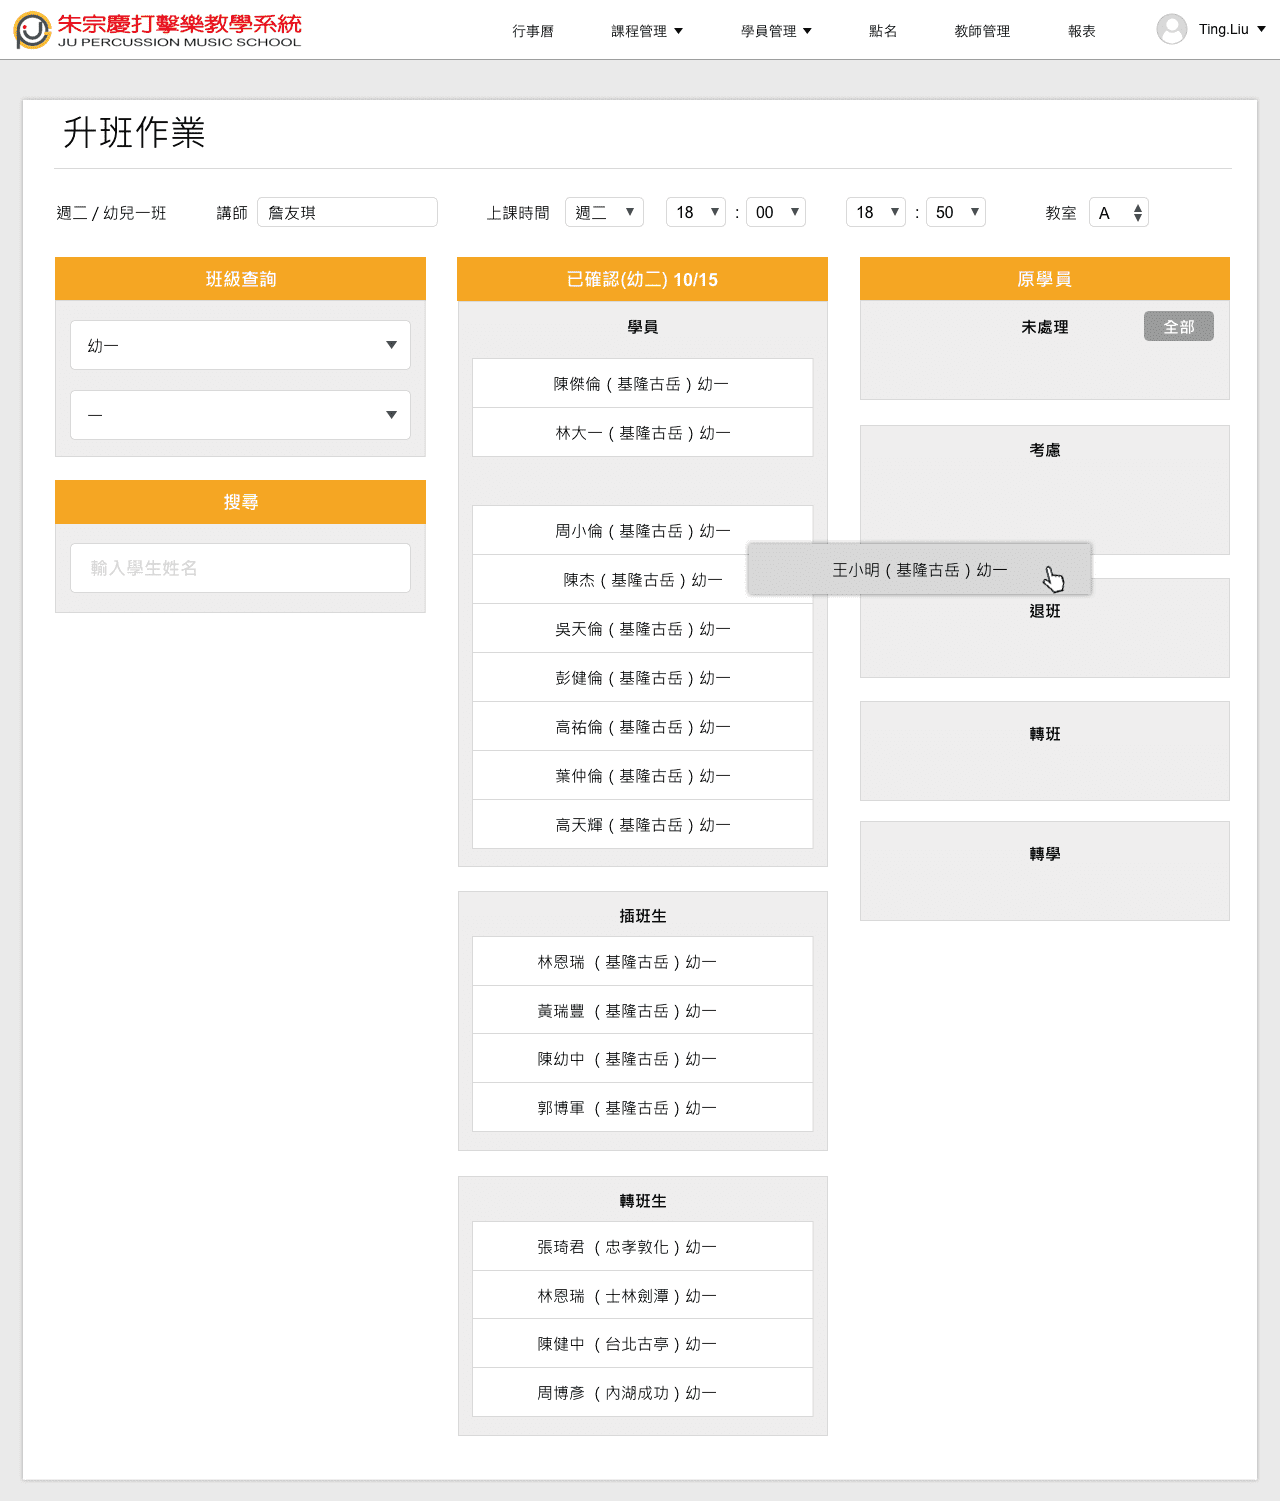 朱宗慶打擊樂教學系統
JU PERCUSSION MUSIC SCHOOL
行事曆 課程管理 學員管理 點名 教師管理 報表 Ting.Liu
升班作業
週二 / 幼兒一班 講師 詹友琪 上課時間 週二 18 : 00 18 : 50 教室 A
班級查詢
幼一
一
搜尋
輸入學生姓名
已確認(幼二) 10/15
學員
陳傑倫 ( 基隆古岳 ) 幼一
林大一 ( 基隆古岳 ) 幼一
周小倫 ( 基隆古岳 ) 幼一
陳杰 ( 基隆古岳 ) 幼一
吳天倫 ( 基隆古岳 ) 幼一
彭健倫 ( 基隆古岳 ) 幼一
高祐倫 ( 基隆古岳 ) 幼一
葉仲倫 ( 基隆古岳 ) 幼一
高天輝 ( 基隆古岳 ) 幼一
插班生
林恩瑞 ( 基隆古岳 ) 幼一
黃瑞豐 ( 基隆古岳 ) 幼一
陳幼中 ( 基隆古岳 ) 幼一
郭博軍 ( 基隆古岳 ) 幼一
轉班生
張琦君 ( 忠孝敦化 ) 幼一
林恩瑞 ( 士林劍潭 ) 幼一
陳健中 ( 台北古亭 ) 幼一
周博彥 ( 內湖成功 ) 幼一
原學員
未處理 全部
考慮
王小明 ( 基隆古岳 ) 幼一
退班
轉班
轉學